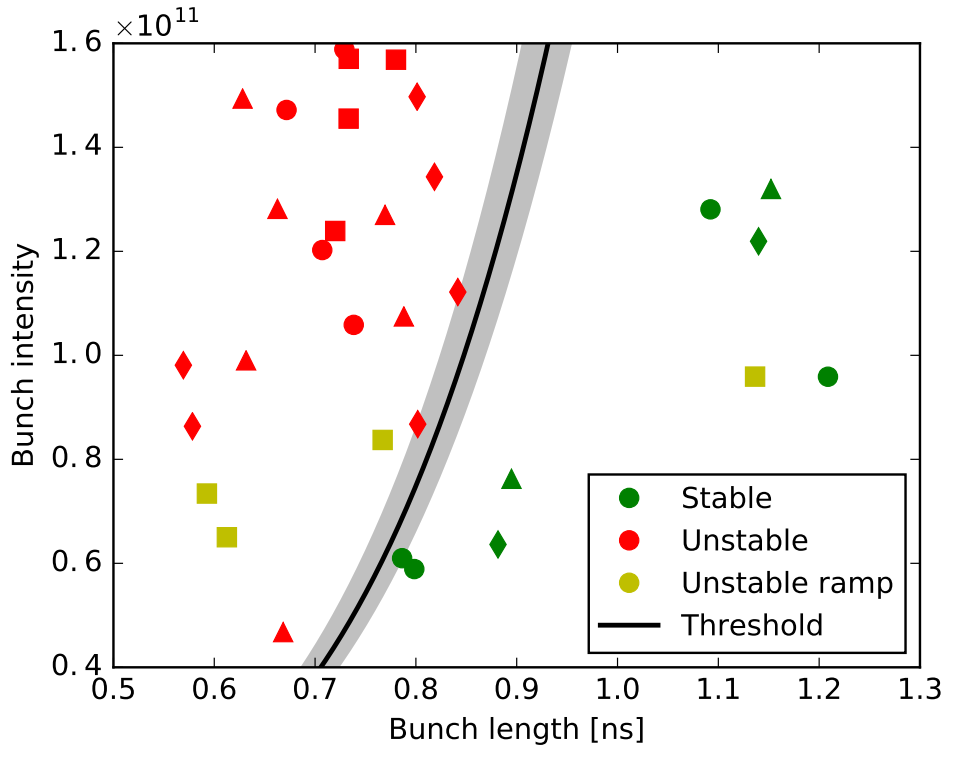 ×10¹¹
1.6
1.4
1.2
1.0
0.8
0.6
0.4
Bunch intensity
0.5 0.6 0.7 0.8 0.9 1.0 1.1 1.2 1.3
Bunch length [ns]
Stable
Unstable
Unstable ramp
Threshold